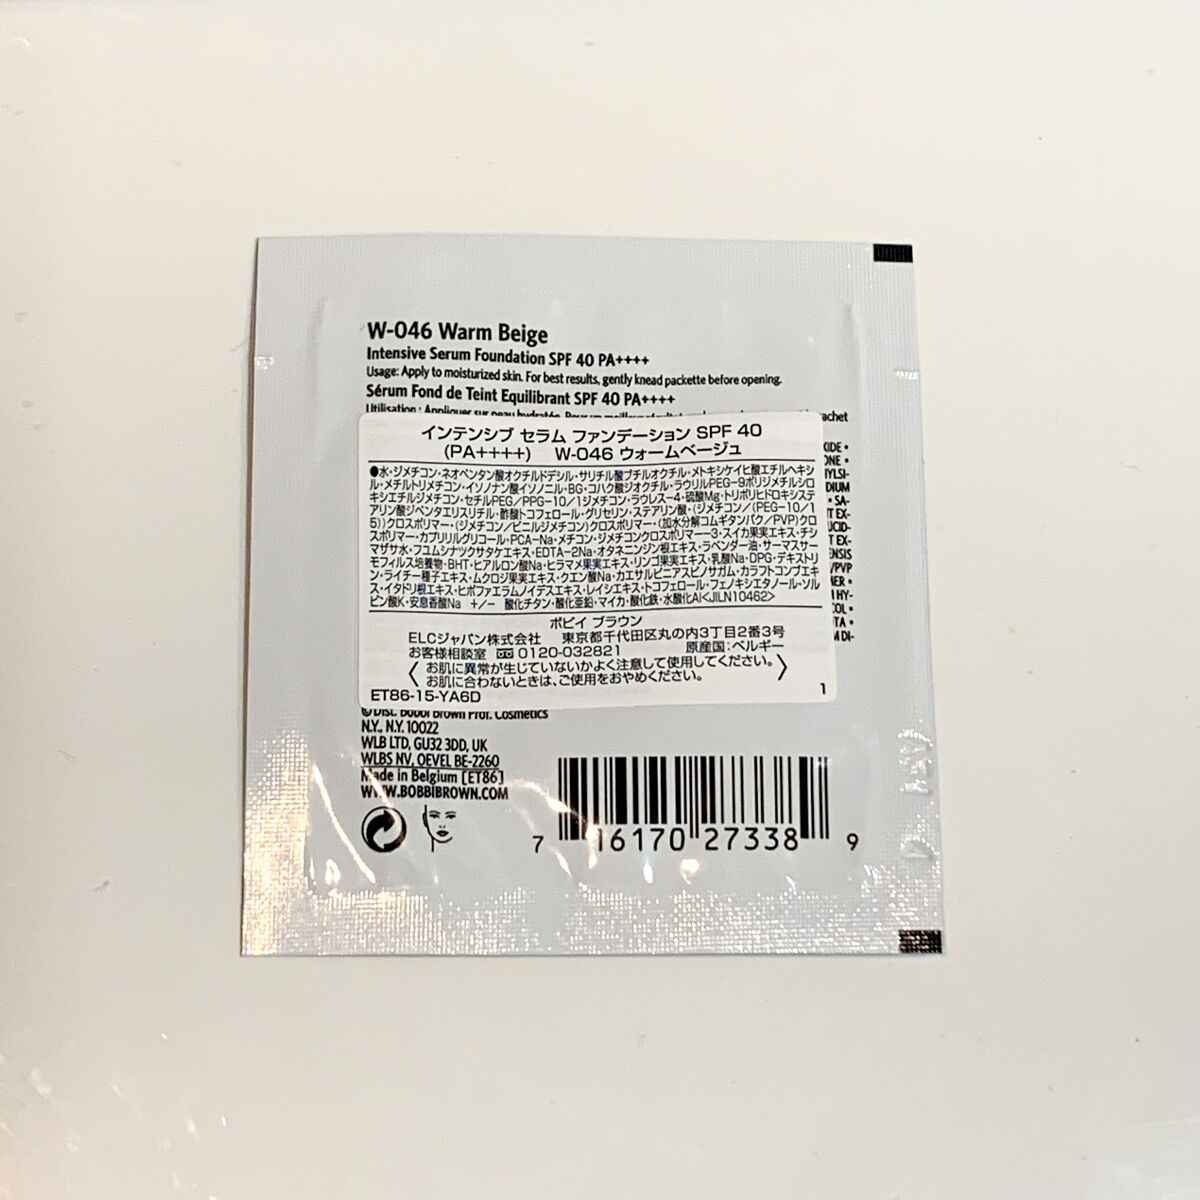 W-046 Warm Beige
Intensive Serum Foundation SPF 40 PA++++
Usage: Apply to moisturized skin. For best results, gently knead packette before opening.
Sérum Fond de Teint Equilibrant SPF 40 PA++++
Utilisation : Appliquer sur peau hydratée.
インテンシブ セラム ファンデーション SPF 40
(PA++++) W-046 ウォームベージュ
●水・ジメチコン・ネオペンタン酸オクチルドデシル・サリチル酸ブチルオクチル・メトキシケイヒ酸エチルヘキシ
ル・メチルトリメチコン・イソノナン酸イソノニル・BG・コハク酸ジオクチル・ラウリルPEG-9ポリジメチルシロ
キシエチルジメチコン・セチルPEG/PPG-10/1ジメチコン・ラウレス-4・硫酸Mg・トリポリヒドロキシステ
アリン酸ジペンタエリスリチル・酢酸トコフェロール・グリセリン・ステアリン酸・(ジメチコン/(PEG-10/1
5))クロスポリマー・(ジメチコン/ビニルジメチコン)クロスポリマー・(加水分解コムギタンパク/PVP)クロ
スポリマー・カプリリルグリコール・PCA-Na・メチコン・ジメチコンクロスポリマー-3・スイカ果実エキス・チシ
マザサ水・フユムシナツクサタケエキス・EDTA-2Na・オタネニンジン根エキス・ラベンダー油・サーマスサー
モフィルス培養物・BHT・ヒアルロン酸Na・ヒラマメ果実エキス・リンゴ果実エキス・乳酸Na・DPG・デキストリ
ン・ライチー種子エキス・ムクロジ果実エキス・クエン酸Na・カエサルピニアスピノサガム・カラフトコンブエキ
ス・イタドリ根エキス・ヒポファエラムノイデスエキス・レイシエキス・トコフェロール・フェノキシエタノール・ソル
ビン酸K・安息香酸Na +/- 酸化チタン・酸化亜鉛・マイカ・酸化鉄・水酸化Al<JILN10462>
ボビイ ブラウン
ELCジャパン株式会社 東京都千代田区丸の内3丁目2番3号
お客様相談室 0120-032821 原産国：ベルギー
〈お肌に異常が生じていないかよく注意して使用してください。
お肌に合わないときは、ご使用をおやめください。〉
ET86-15-YA6D 1
©Dist. Bobbi Brown Prof. Cosmetics
N.Y., N.Y. 10022
WLB LTD, GU32 3DD, UK
WLBS NV, OEVEL BE-2260
Made in Belgium [ET86]
WWW.BOBBIBROWN.COM
7 16170 27338 9